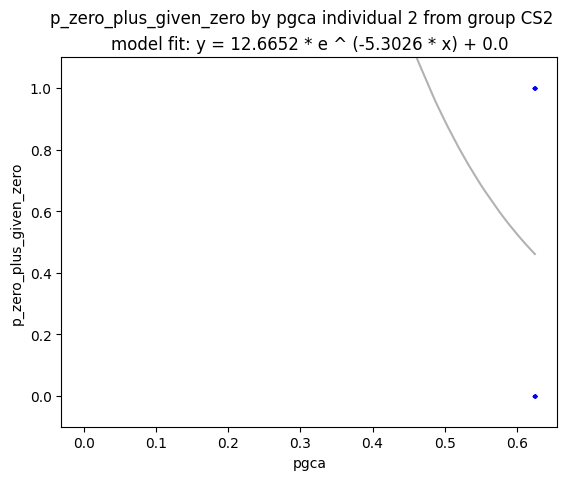 p_zero_plus_given_zero by pgca individual 2 from group CS2
model fit: y = 12.6652 * e ^ (-5.3026 * x) + 0.0
1.0
0.8
0.6
0.4
0.2
0.0
p_zero_plus_given_zero
0.0 0.1 0.2 0.3 0.4 0.5 0.6
pgca